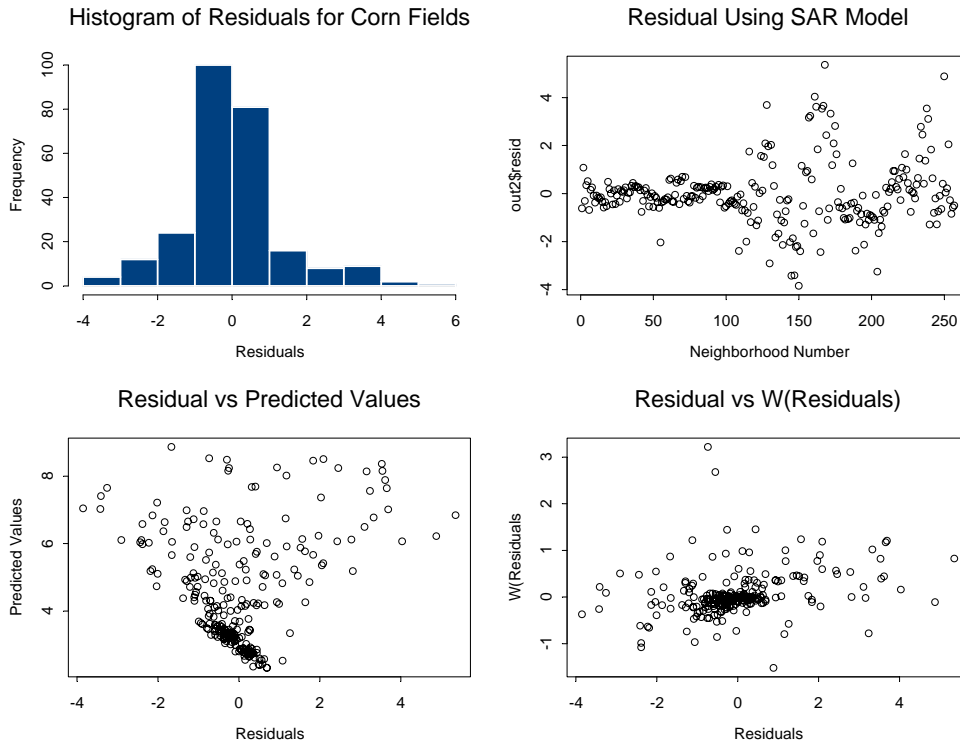 Histogram of Residuals for Corn Fields
Frequency
0 20 40 60 80 100
-4 -2 0 2 4 6
Residuals
Residual Using SAR Model
out2$resid
-4 -2 0 2 4
0 50 100 150 200 250
Neighborhood Number
Residual vs Predicted Values
Predicted Values
4 6 8
-4 -2 0 2 4
Residuals
Residual vs W(Residuals)
W(Residuals
-1 0 1 2 3
-4 -2 0 2 4
Residuals